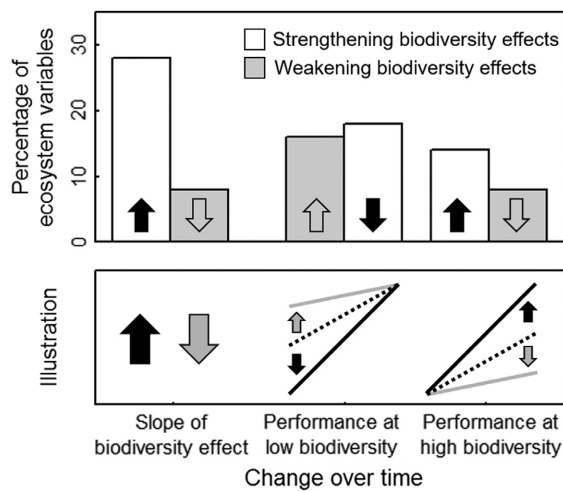 Percentage of
ecosystem variables
30
20
10
0
Strengthening biodiversity effects
Weakening biodiversity effects
Illustration
Slope of
biodiversity effect
Performance at
low biodiversity
Performance at
high biodiversity
Change over time